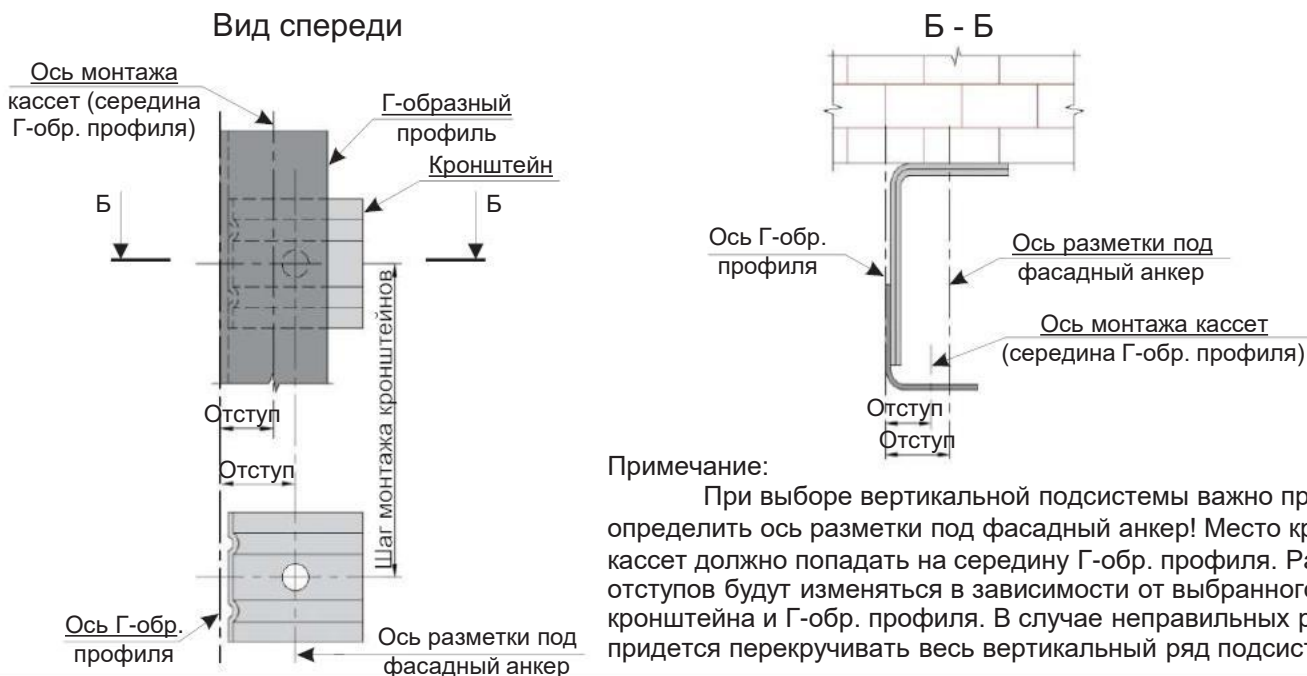 Вид спереди
Ось монтажа
кассет (середина
Г-обр. профиля)
Г-образный
профиль
Кронштейн
Б
Б
Отступ
Отступ
Шаг монтажа кронштейнов
Ось Г-обр.
профиля
Ось разметки под
фасадный анкер
Б - Б
Ось Г-обр.
профиля
Ось разметки под
фасадный анкер
Ось монтажа кассет
(середина Г-обр. профиля)
Отступ
Отступ
Примечание:
При выборе вертикальной подсистемы важно пр
определить ось разметки под фасадный анкер! Место кр
кассет должно попадать на середину Г-обр. профиля. Ра
отступов будут изменяться в зависимости от выбранного
кронштейна и Г-обр. профиля. В случае неправильных р
придется перекручивать весь вертикальный ряд подсист